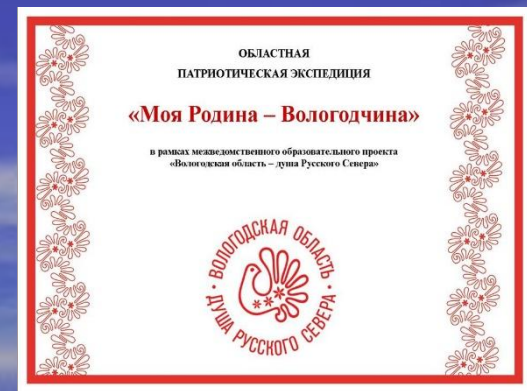 ОБЛАСТНАЯ
ПАТРИОТИЧЕСКАЯ ЭКСПЕДИЦИЯ
«Моя Родина – Вологодчина»
в рамках межведомственного образовательного проекта
«Вологодская область – душа Русского Севера»
ВОЛОГОДСКАЯ ОБЛАСТЬ •
ДУША РУССКОГО СЕВЕРА •